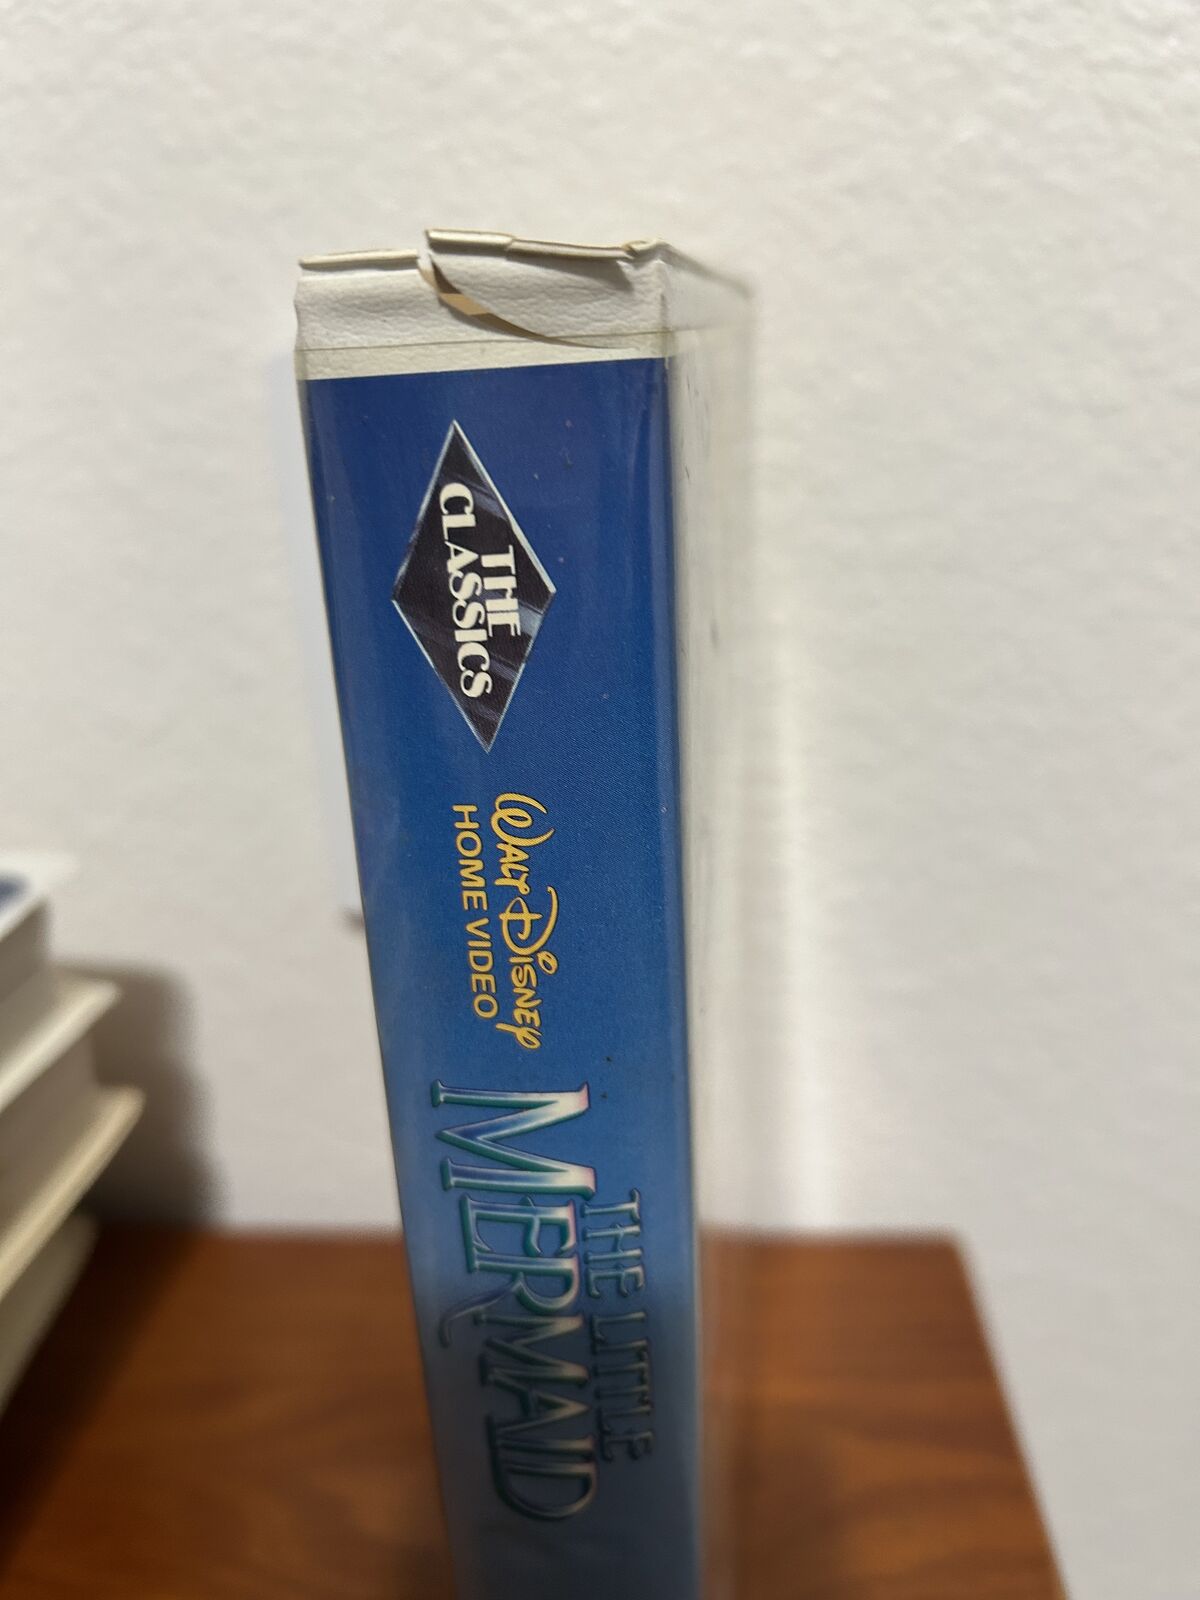 THE
CLASSICS
WALT DISNEY
HOME VIDEO
THE LITTLE
MERMAID